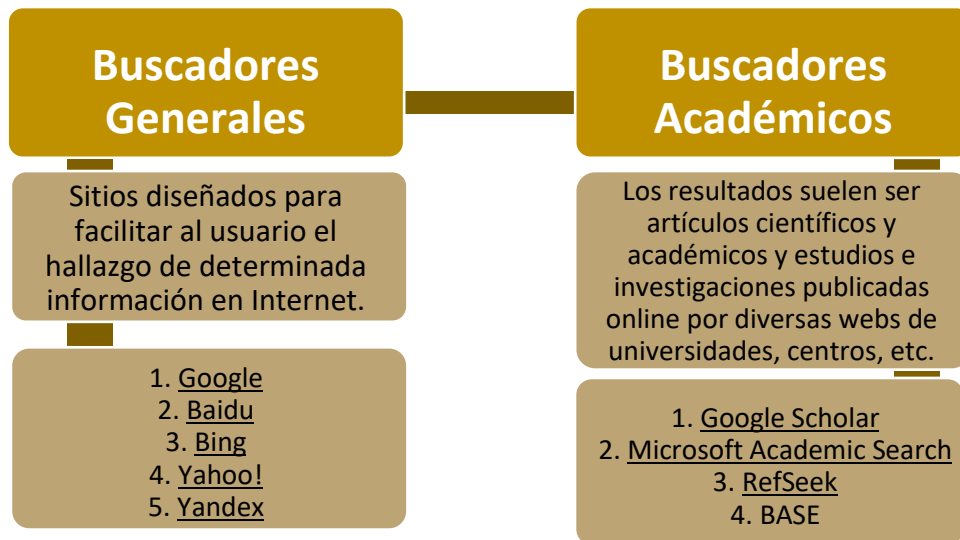 Buscadores
Generales
Sitios diseñados para
facilitar al usuario el
hallazgo de determinada
información en Internet.
1. Google
2. Baidu
3. Bing
4. Yahoo!
5. Yandex
Buscadores
Académicos
Los resultados suelen ser
artículos científicos y
académicos y estudios e
investigaciones publicadas
online por diversas webs de
universidades, centros, etc.
1. Google Scholar
2. Microsoft Academic Search
3. RefSeek
4. BASE